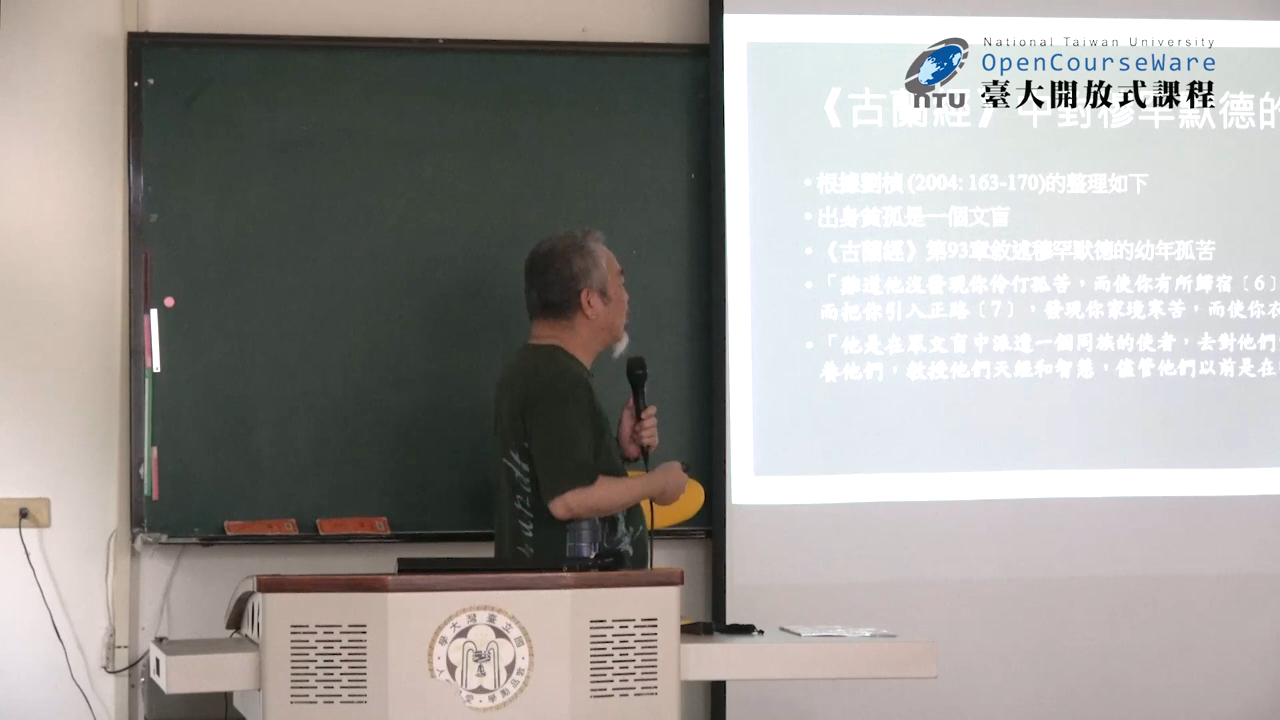 National Taiwan University
OpenCourseWare
NTU 臺大開放式課程
《古蘭經》中對穆罕默德的
• 根據劉楨 (2004: 163-170)的整理如下
• 出身貧孤是一個文盲
• 《古蘭經》第93章敘述穆罕默德的幼年孤苦
• 「難道他沒發現你伶仃孤苦，而使你有所歸宿〔6〕
而把你引入正路〔7〕，發現你家境寒苦，而使你衣
• 「他是在眾文盲中派遣一個同族的使者，去對他們
養他們，教授他們天經和智慧，儘管他們以前是在
國立臺灣大學